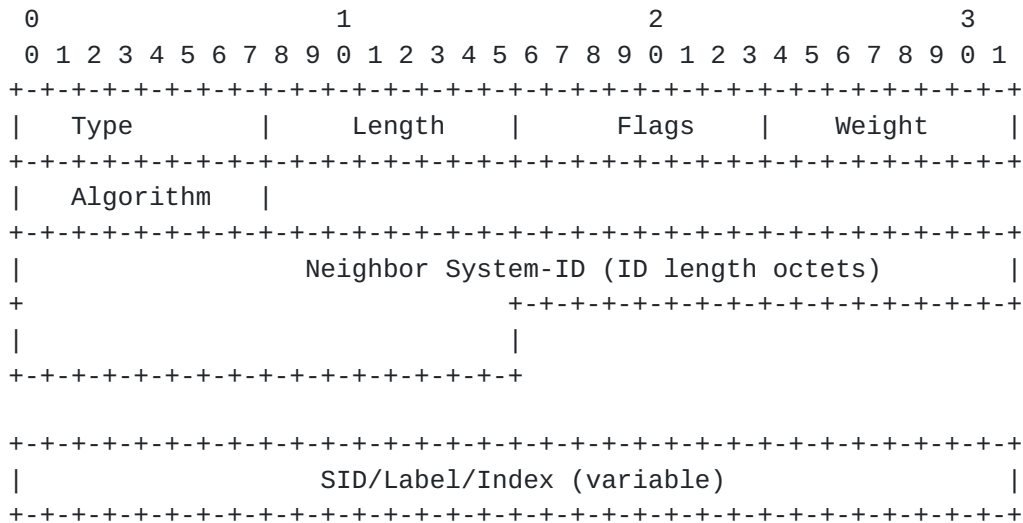 0                   1                   2                   3
 0 1 2 3 4 5 6 7 8 9 0 1 2 3 4 5 6 7 8 9 0 1 2 3 4 5 6 7 8 9 0 1
+-+-+-+-+-+-+-+-+-+-+-+-+-+-+-+-+-+-+-+-+-+-+-+-+-+-+-+-+-+-+-+-+
|   Type        |     Length    |      Flags    |    Weight     |
+-+-+-+-+-+-+-+-+-+-+-+-+-+-+-+-+-+-+-+-+-+-+-+-+-+-+-+-+-+-+-+-+
|   Algorithm   |
+-+-+-+-+-+-+-+-+-+-+-+-+-+-+-+-+-+-+-+-+-+-+-+-+-+-+-+-+-+-+-+-+
|                  Neighbor System-ID (ID length octets)        |
+                               +-+-+-+-+-+-+-+-+-+-+-+-+-+-+-+-+
|                               |
+-+-+-+-+-+-+-+-+-+-+-+-+-+-+-+-+

+-+-+-+-+-+-+-+-+-+-+-+-+-+-+-+-+-+-+-+-+-+-+-+-+-+-+-+-+-+-+-+-+
|                   SID/Label/Index (variable)                  |
+-+-+-+-+-+-+-+-+-+-+-+-+-+-+-+-+-+-+-+-+-+-+-+-+-+-+-+-+-+-+-+-+